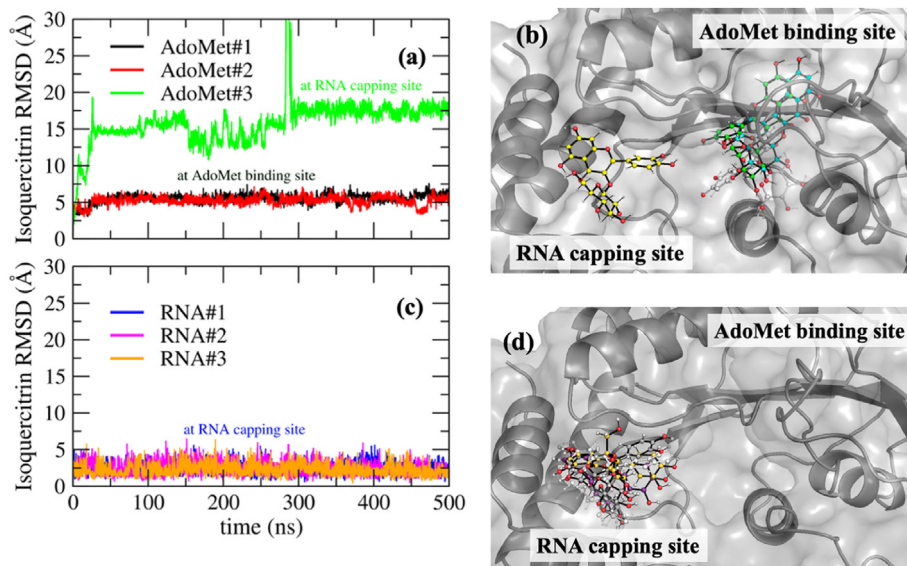 Isoquercitrin RMSD (Å)
30
25
20
15
10
5
0
AdoMet#1
AdoMet#2
AdoMet#3
(a)
at RNA capping site
at AdoMet binding site
(b)
AdoMet binding site
RNA capping site
Isoquercitrin RMSD (Å)
30
25
20
15
10
5
0
RNA#1
RNA#2
RNA#3
(c)
at RNA capping site
0 100 200 300 400 500
time (ns)
(d)
AdoMet binding site
RNA capping site